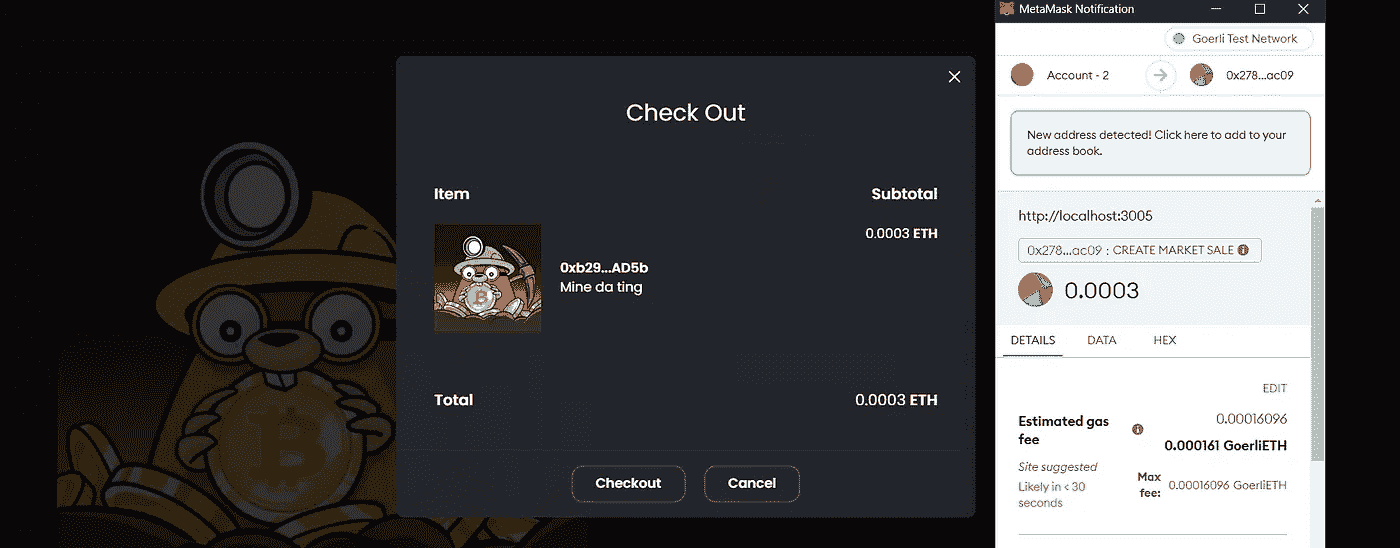 Check Out
Item
Subtotal
0.0003 ETH
0xb29...AD5b
Mine da ting
Total
0.0003 ETH
Checkout
Cancel
MetaMask Notification
Goerli Test Network
Account - 2
0x278...ac09
New address detected! Click here to add to your
address book.
http://localhost:3005
0x278...ac09 : CREATE MARKET SALE
0.0003
DETAILS
DATA
HEX
EDIT
Estimated gas
fee
0.00016096
0.000161 GoerliETH
Site suggested
Likely in < 30
seconds
Max
fee:
0.00016096 GoerliETH